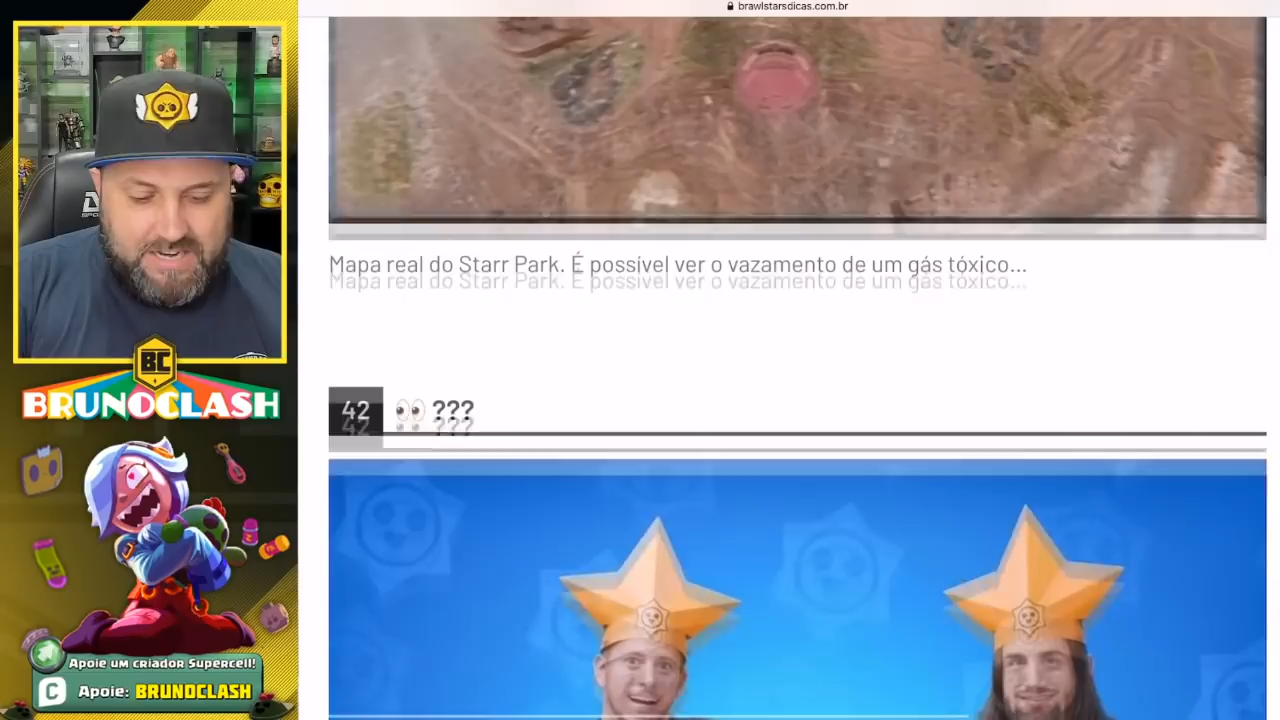 brawlstarsdicas.com.br
Mapa real do Starr Park. É possível ver o vazamento de um gás tóxico...
42 👀 ???
BC
BRUNOCLASH
Apoie um criador Supercell!
C Apoie: BRUNOCLASH